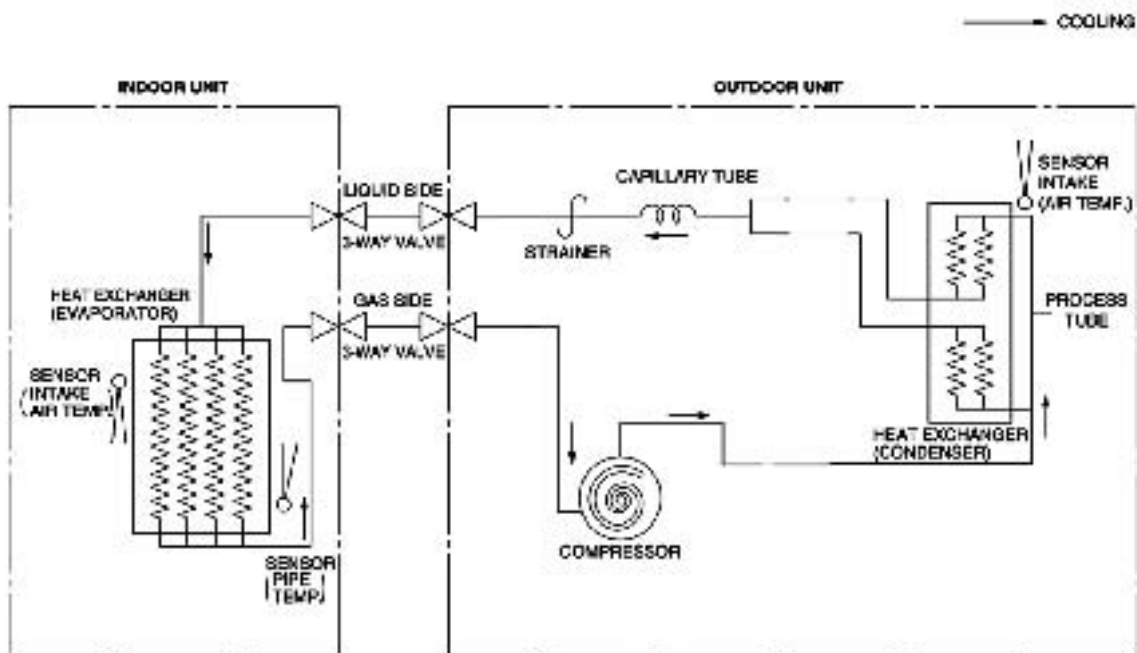 COOLING
INDOOR UNIT
OUTDOOR UNIT
LIQUID SIDE
3-WAY VALVE
CAPILLARY TUBE
STRAINER
SENSOR
INTAKE
(AIR TEMP.)
HEAT EXCHANGER
(EVAPORATOR)
GAS SIDE
3-WAY VALVE
PROCESS
TUBE
SENSOR
INTAKE
AIR TEMP.
HEAT EXCHANGER
(CONDENSER)
COMPRESSOR
SENSOR
PIPE
TEMP.